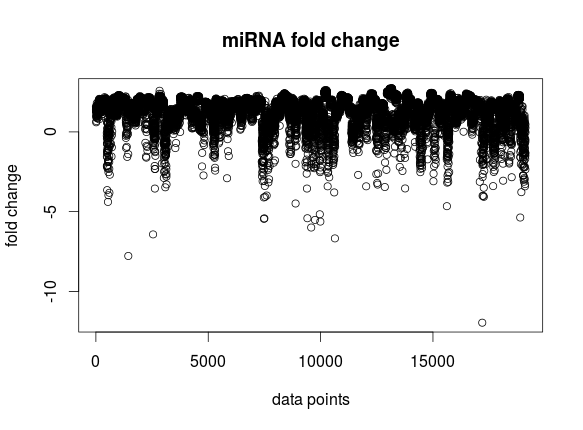 miRNA fold change
fold change
0
-5
-10
0 5000 10000 15000
data points